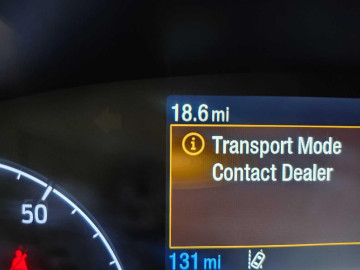 18.6 mi
Transport Mode
Contact Dealer
50
131 mi